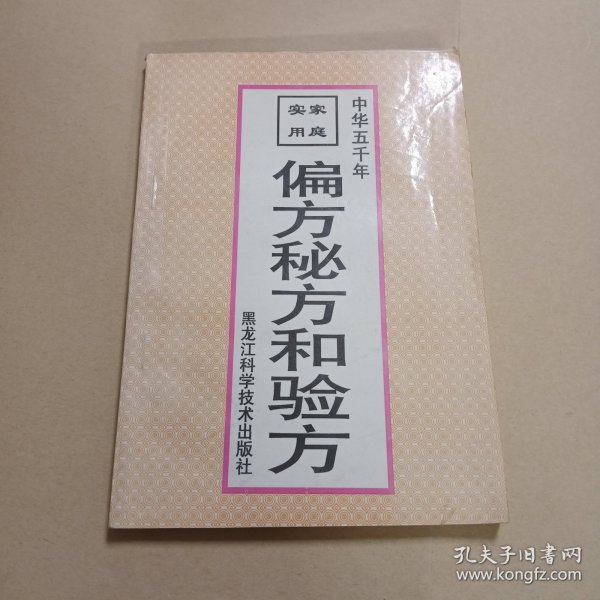 中华五千年
家庭
实用
偏方秘方和验方
黑龙江科学技术出版社
孔夫子旧书网
www.kongfz.com